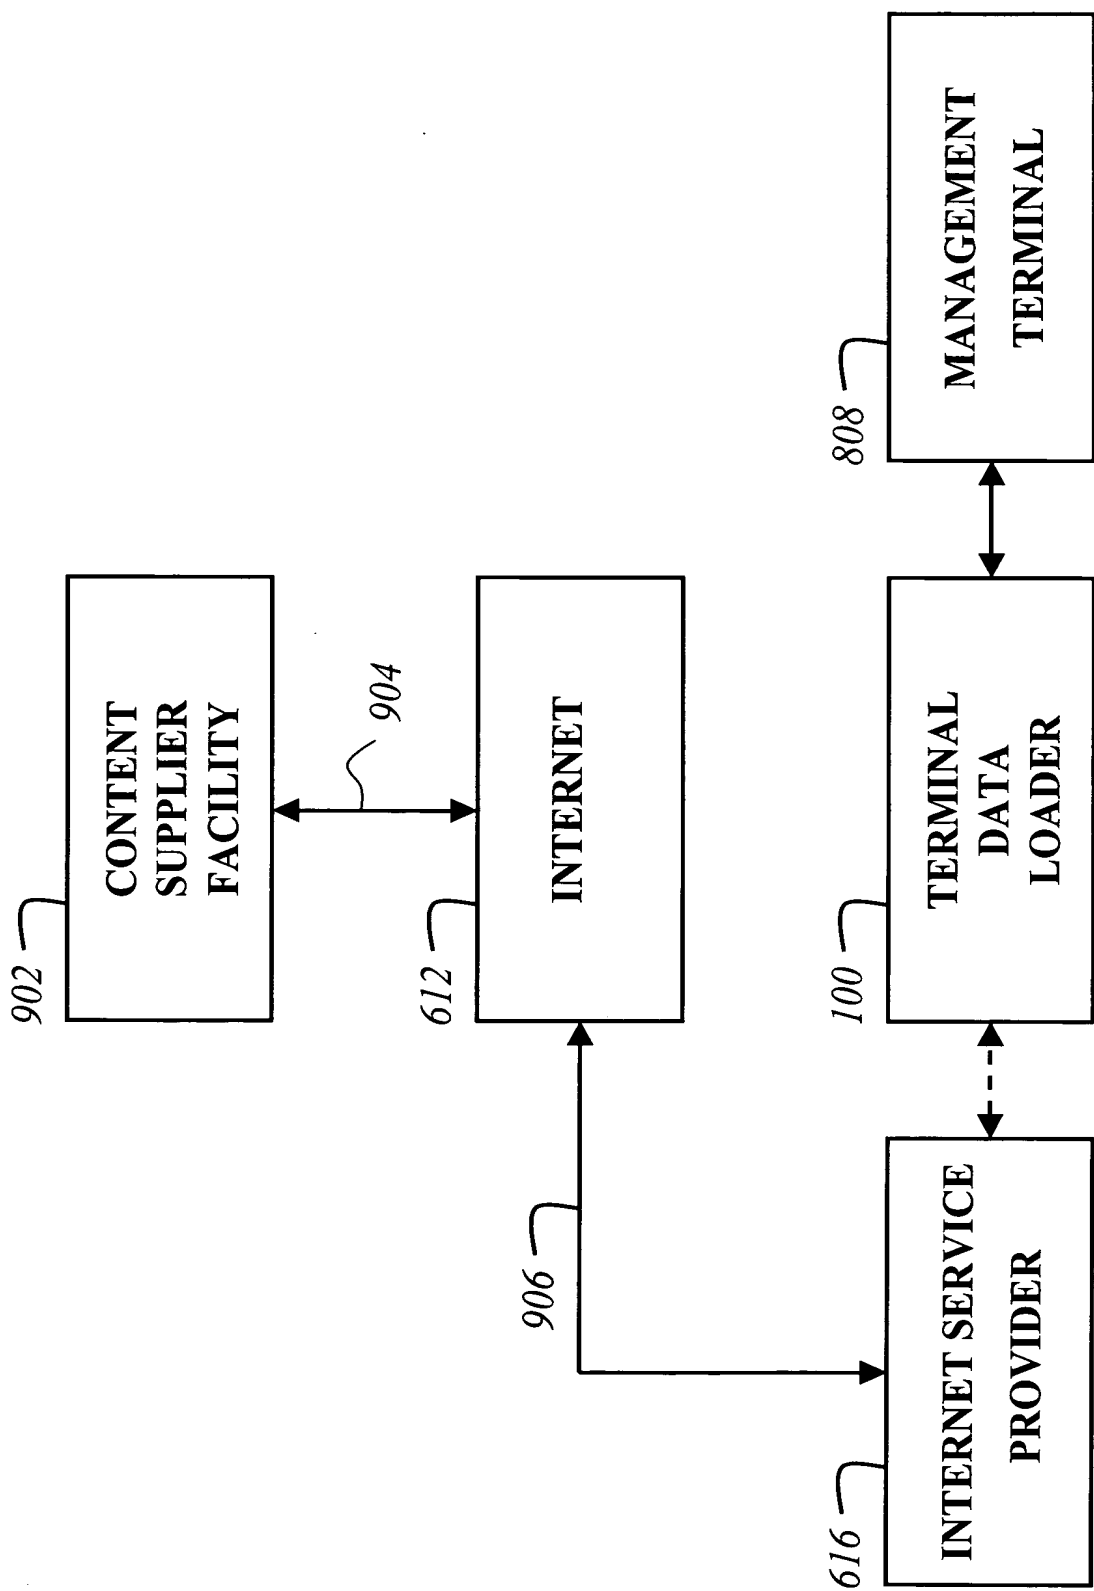 902
CONTENT
SUPPLIER
FACILITY
904
612
INTERNET
906
616
INTERNET SERVICE
PROVIDER
100
TERMINAL
DATA
LOADER
808
MANAGEMENT
TERMINAL